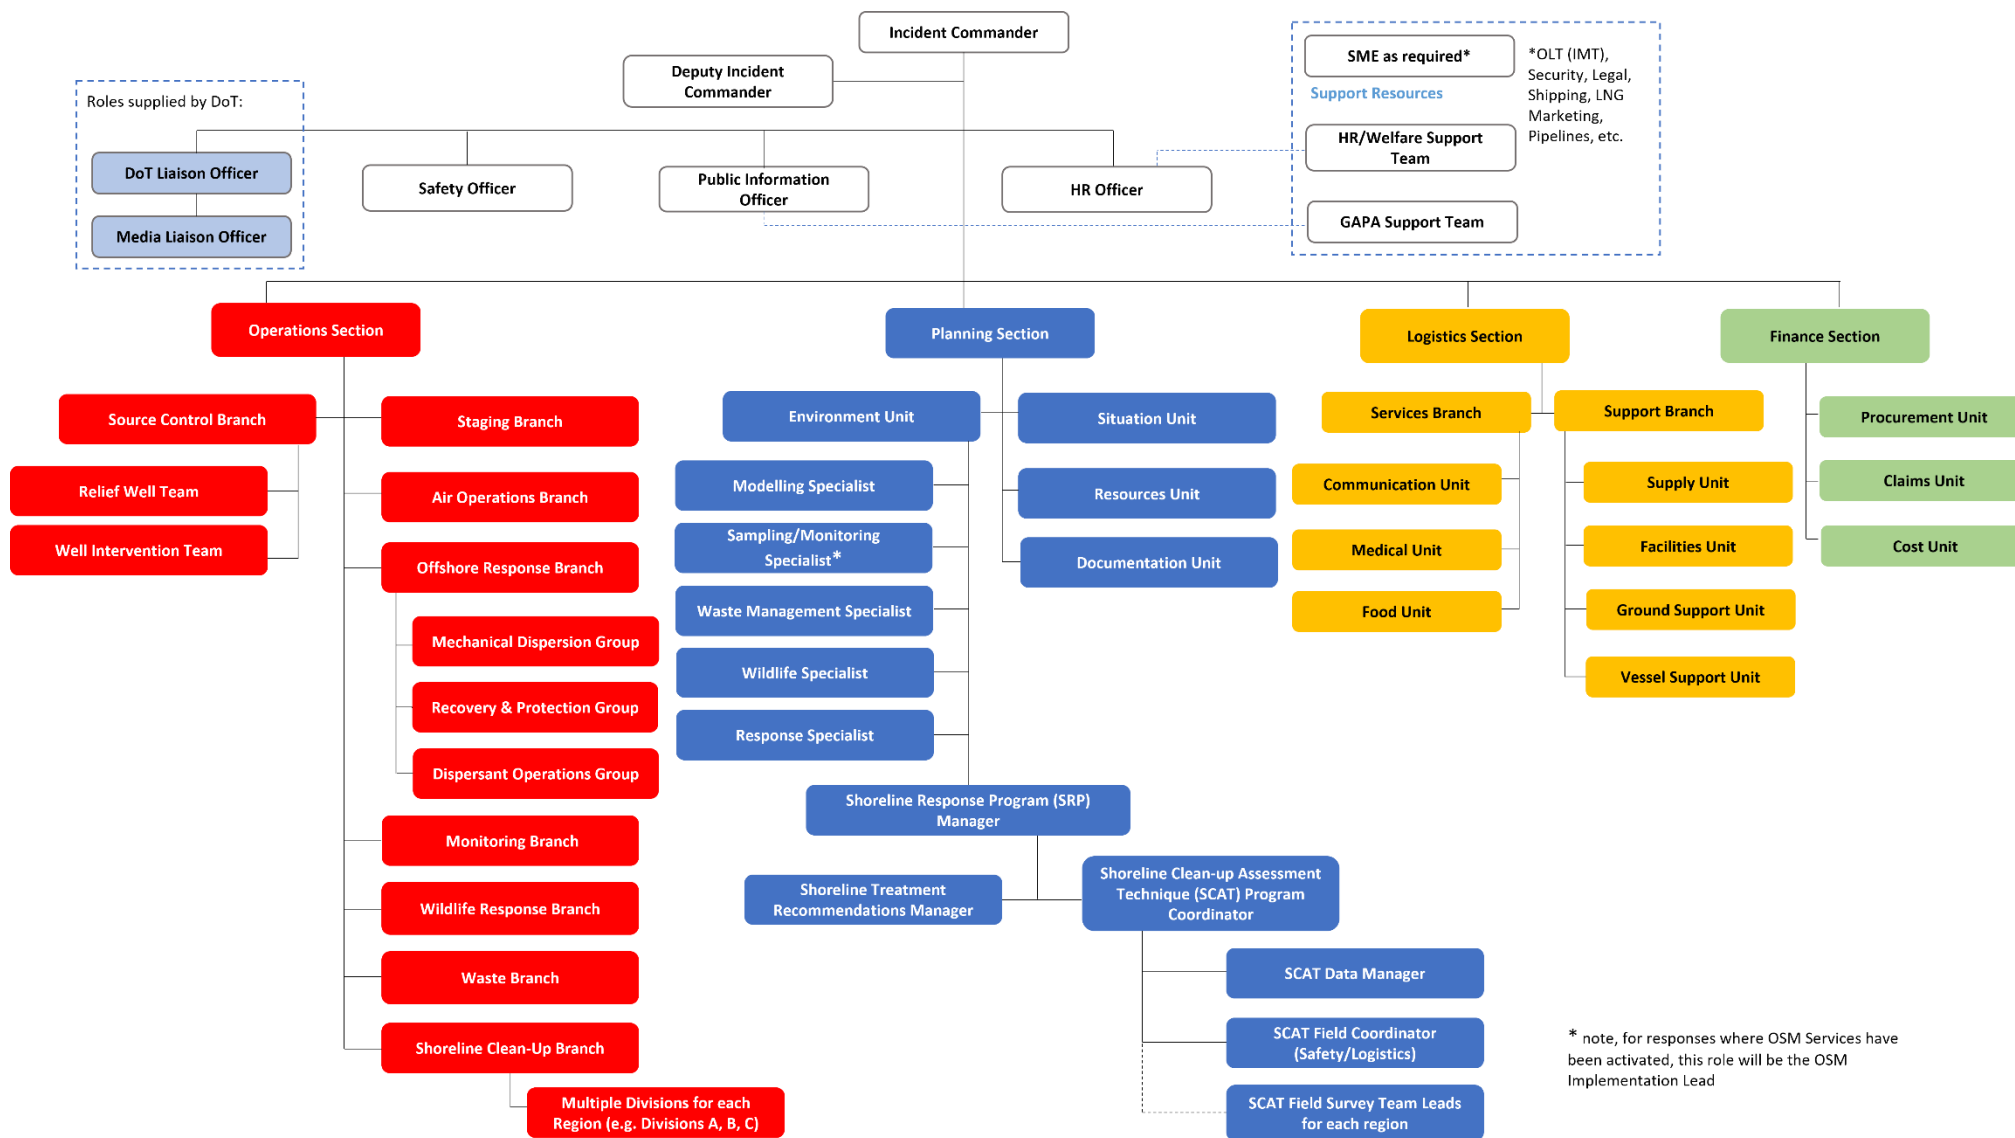 Incident Commander
Deputy Incident
Commander
Roles supplied by DoT:
DoT Liaison Officer
Media Liaison Officer
Safety Officer
Public Information
Officer
HR Officer
SME as required*
Support Resources
HR/Welfare Support
Team
GAPA Support Team
*OLT (IMT),
Security, Legal,
Shipping, LNG
Marketing,
Pipelines, etc.
Operations Section
Source Control Branch
Relief Well Team
Well Intervention Team
Staging Branch
Air Operations Branch
Offshore Response Branch
Mechanical Dispersion Group
Recovery & Protection Group
Dispersant Operations Group
Monitoring Branch
Wildlife Response Branch
Waste Branch
Shoreline Clean-Up Branch
Multiple Divisions for each
Region (e.g. Divisions A, B, C)
Planning Section
Environment Unit
Modelling Specialist
Sampling/Monitoring
Specialist*
Waste Management Specialist
Wildlife Specialist
Response Specialist
Situation Unit
Resources Unit
Documentation Unit
Shoreline Response Program (SRP)
Manager
Shoreline Treatment
Recommendations Manager
Shoreline Clean-up Assessment
Technique (SCAT) Program
Coordinator
SCAT Data Manager
SCAT Field Coordinator
(Safety/Logistics)
SCAT Field Survey Team Leads
for each region
Logistics Section
Services Branch
Communication Unit
Medical Unit
Food Unit
Support Branch
Supply Unit
Facilities Unit
Ground Support Unit
Vessel Support Unit
Finance Section
Procurement Unit
Claims Unit
Cost Unit
* note, for responses where OSM Services have
been activated, this role will be the OSM
Implementation Lead